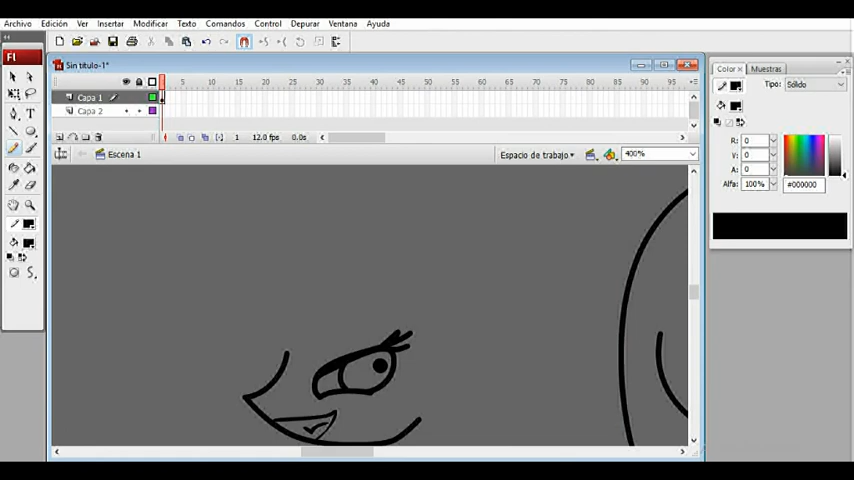 Archivo Edición Ver Insertar Modificar Texto Comandos Control Depurar Ventana Ayuda
Fl
Sin título-1*
5 10 15 20 25 30 35 40 45 50 55 60 65 70 75 80 85 90 95
Capa 1
Capa 2
1 12.0 fps 0.0s
Escena 1
Espacio de trabajo
400%
Color Muestras
Tipo: Sólido
R: 0
V: 0
A: 0
Alfa: 100% #000000